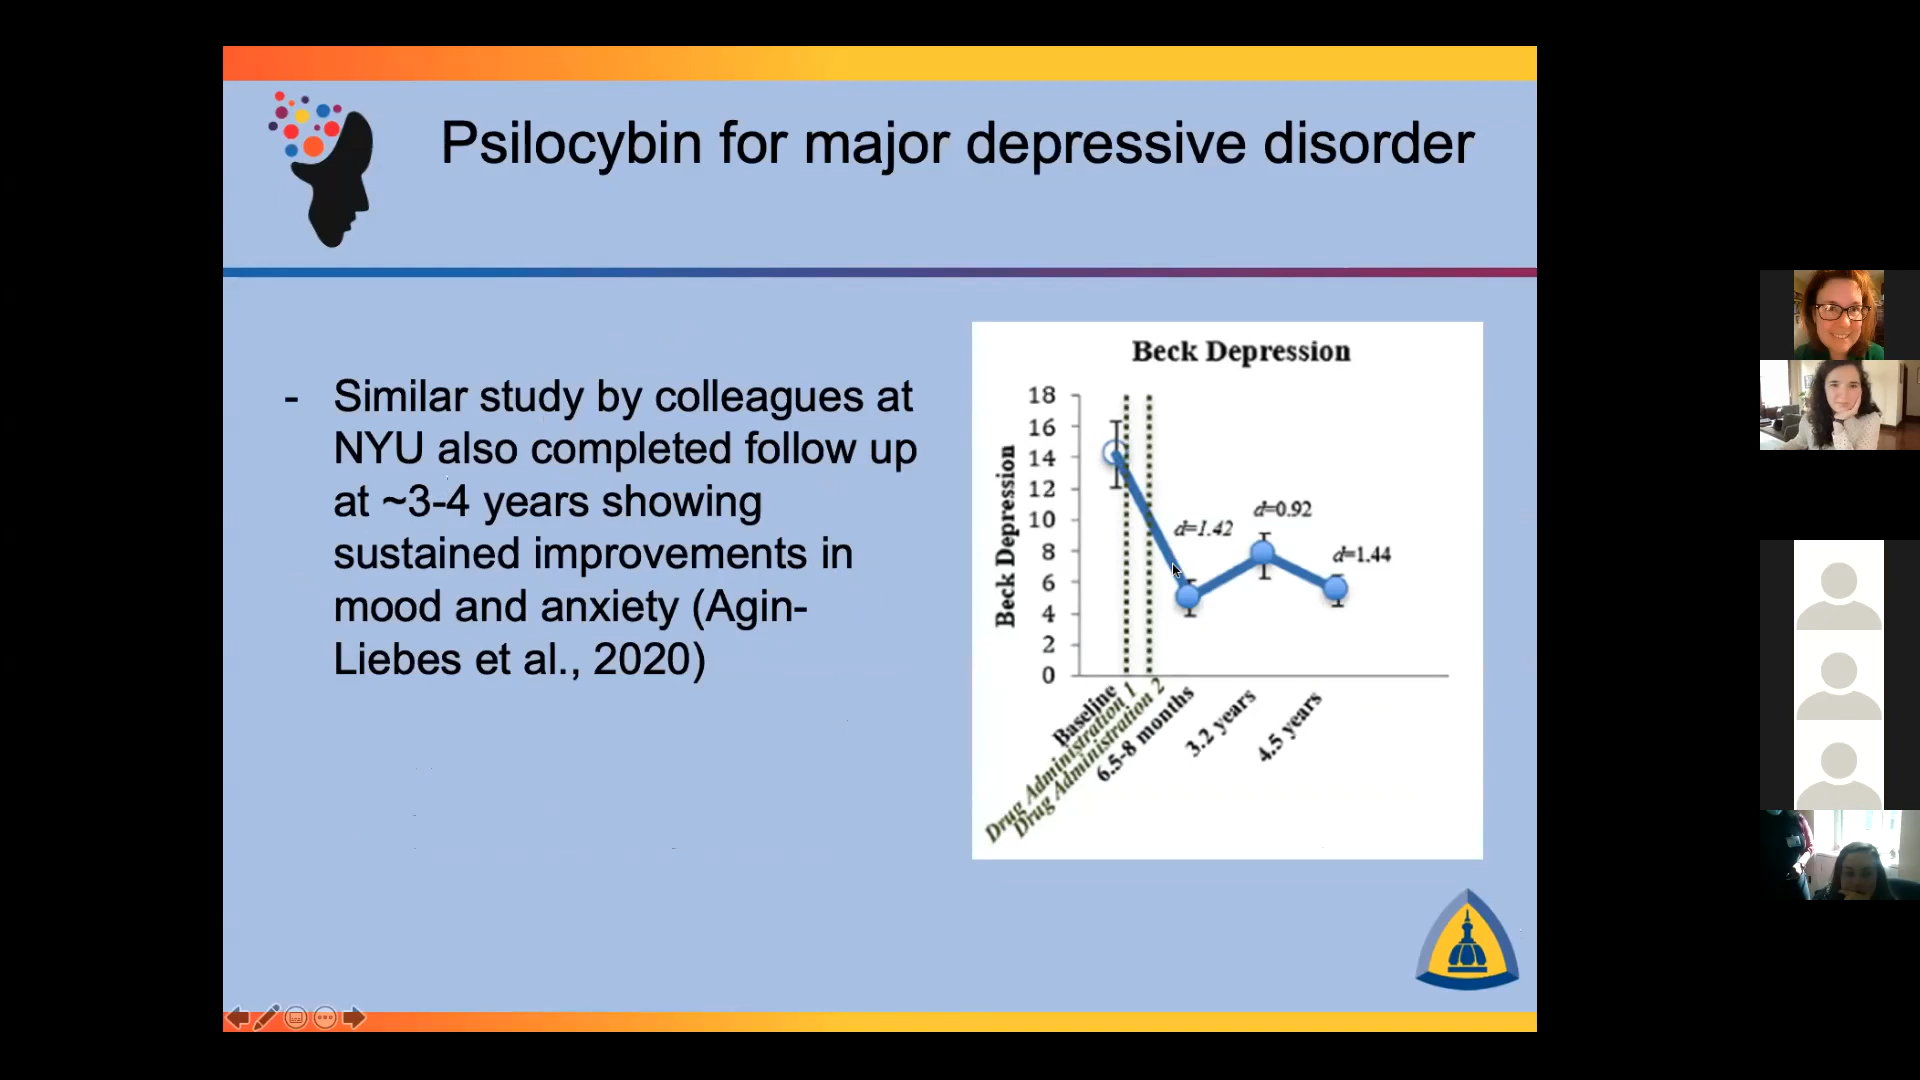 Psilocybin for major depressive disorder
- Similar study by colleagues at
NYU also completed follow up
at ~3-4 years showing
sustained improvements in
mood and anxiety (Agin-
Liebes et al., 2020)
Beck Depression
Beck Depression
18
16
14
12
10
8
6
4
2
0
d=1.42
d=0.92
d=1.44
Baseline
Drug Administration 1
Drug Administration 2
6.5-8 months
3.2 years
4.5 years